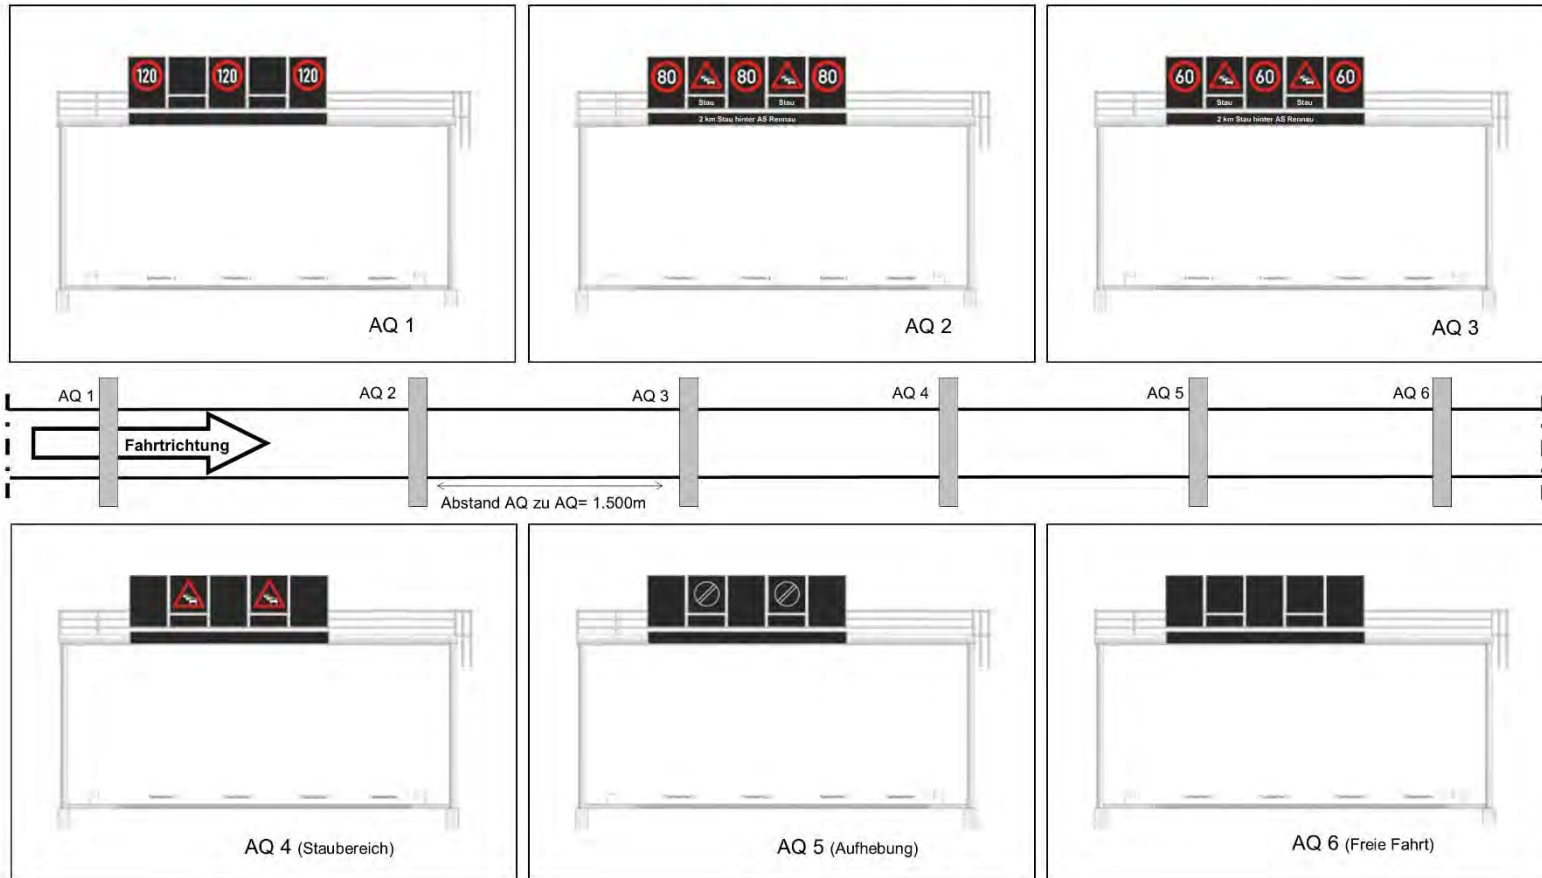 120 120 120
AQ 1
80 80 80
Stau Stau
2 km Stau hinter AS Rennau
AQ 2
60 60 60
Stau Stau
2 km Stau hinter AS Rennau
AQ 3
AQ 1 AQ 2 AQ 3 AQ 4 AQ 5 AQ 6
Fahrtrichtung
Abstand AQ zu AQ= 1.500m
AQ 4 (Staubereich)
AQ 5 (Aufhebung)
AQ 6 (Freie Fahrt)